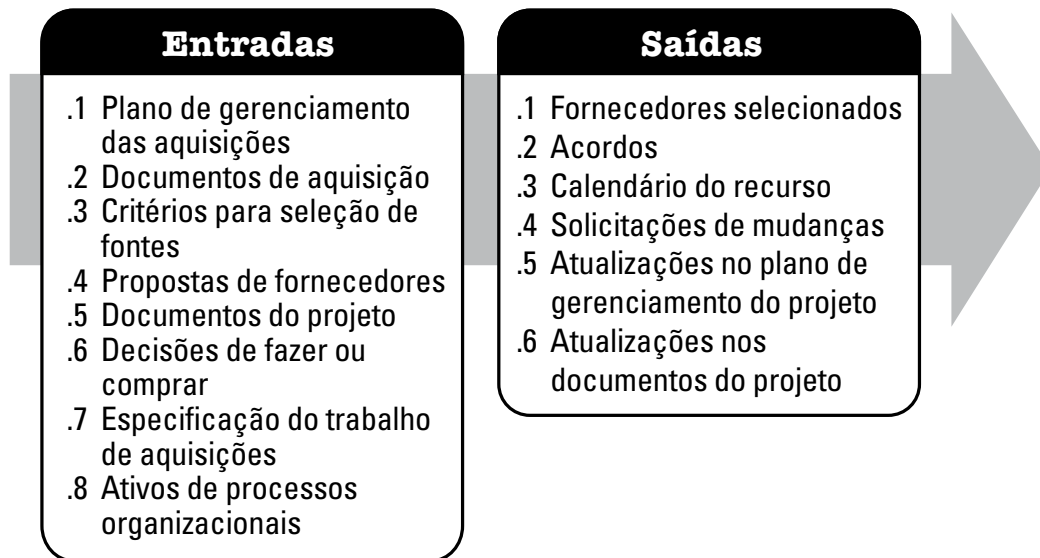 Entradas
.1 Plano de gerenciamento
das aquisições
.2 Documentos de aquisição
.3 Critérios para seleção de
fontes
.4 Propostas de fornecedores
.5 Documentos do projeto
.6 Decisões de fazer ou
comprar
.7 Especificação do trabalho
de aquisições
.8 Ativos de processos
organizacionais
Saídas
.1 Fornecedores selecionados
.2 Acordos
.3 Calendário do recurso
.4 Solicitações de mudanças
.5 Atualizações no plano de
gerenciamento do projeto
.6 Atualizações nos
documentos do projeto